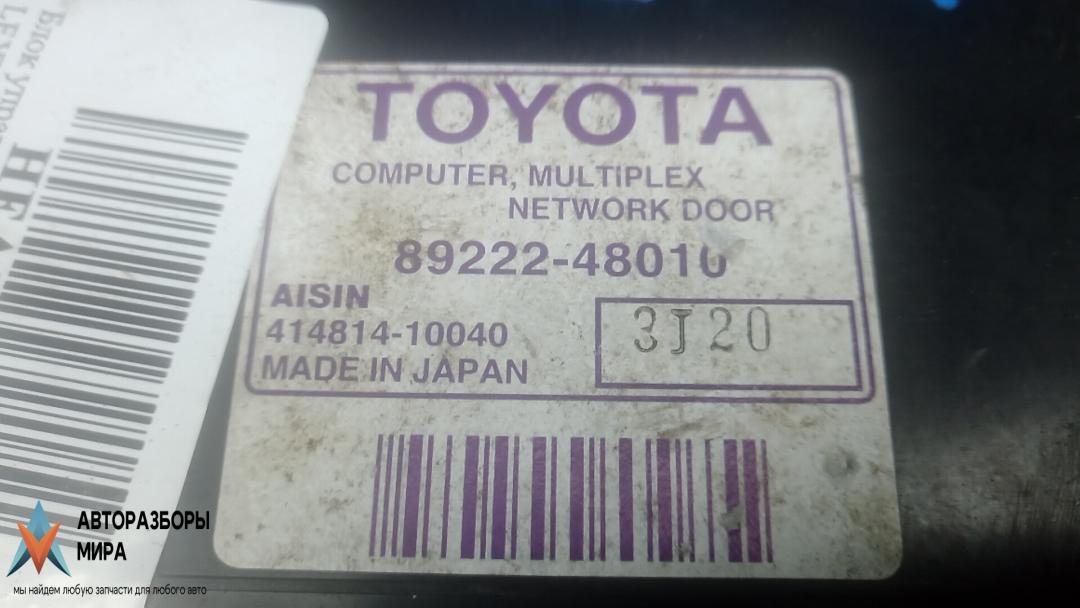 TOYOTA
COMPUTER, MULTIPLEX
NETWORK DOOR
89222-48010
AISIN
414814-10040
MADE IN JAPAN
3J20
Блок
АВТОРАЗБОРЫ
МИРА
мы найдем любую запчасти для любого авто